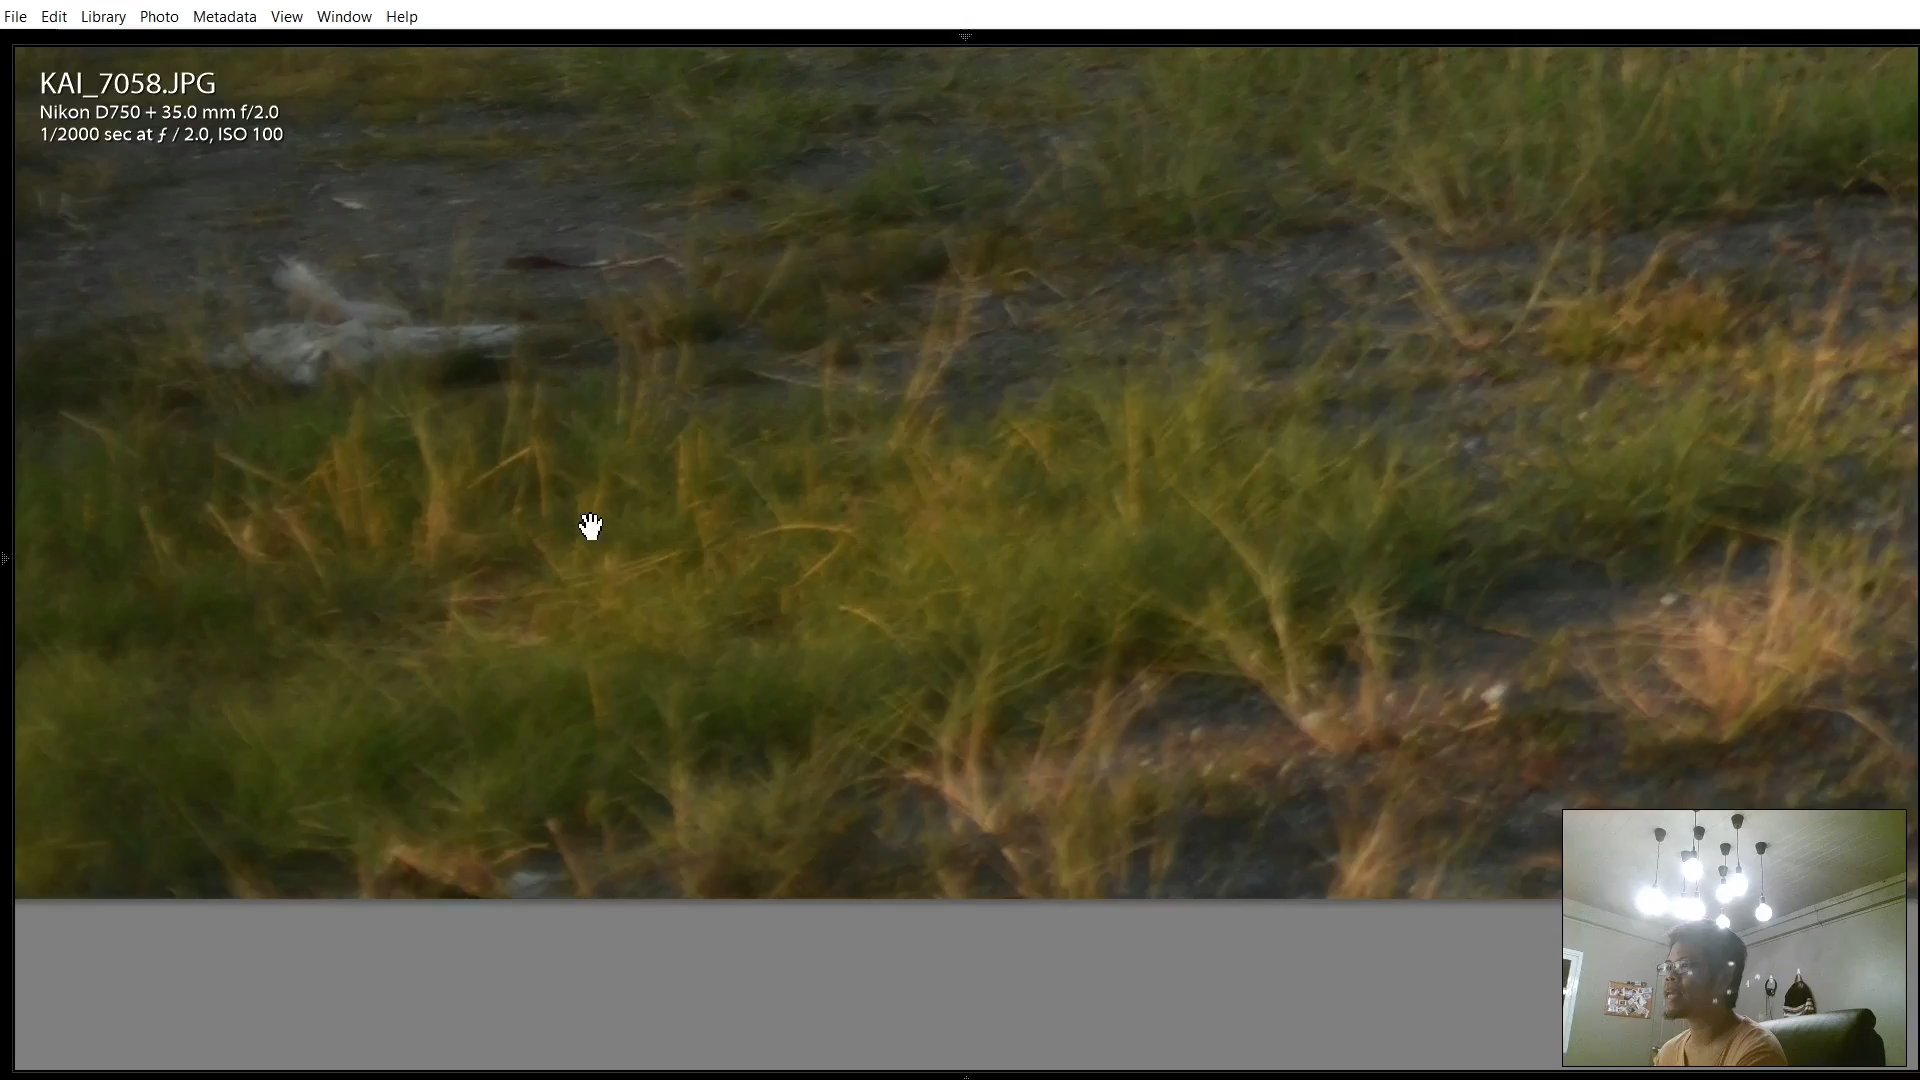 File Edit Library Photo Metadata View Window Help
KAI_7058.JPG
Nikon D750 + 35.0 mm f/2.0
1/2000 sec at ƒ / 2.0, ISO 100